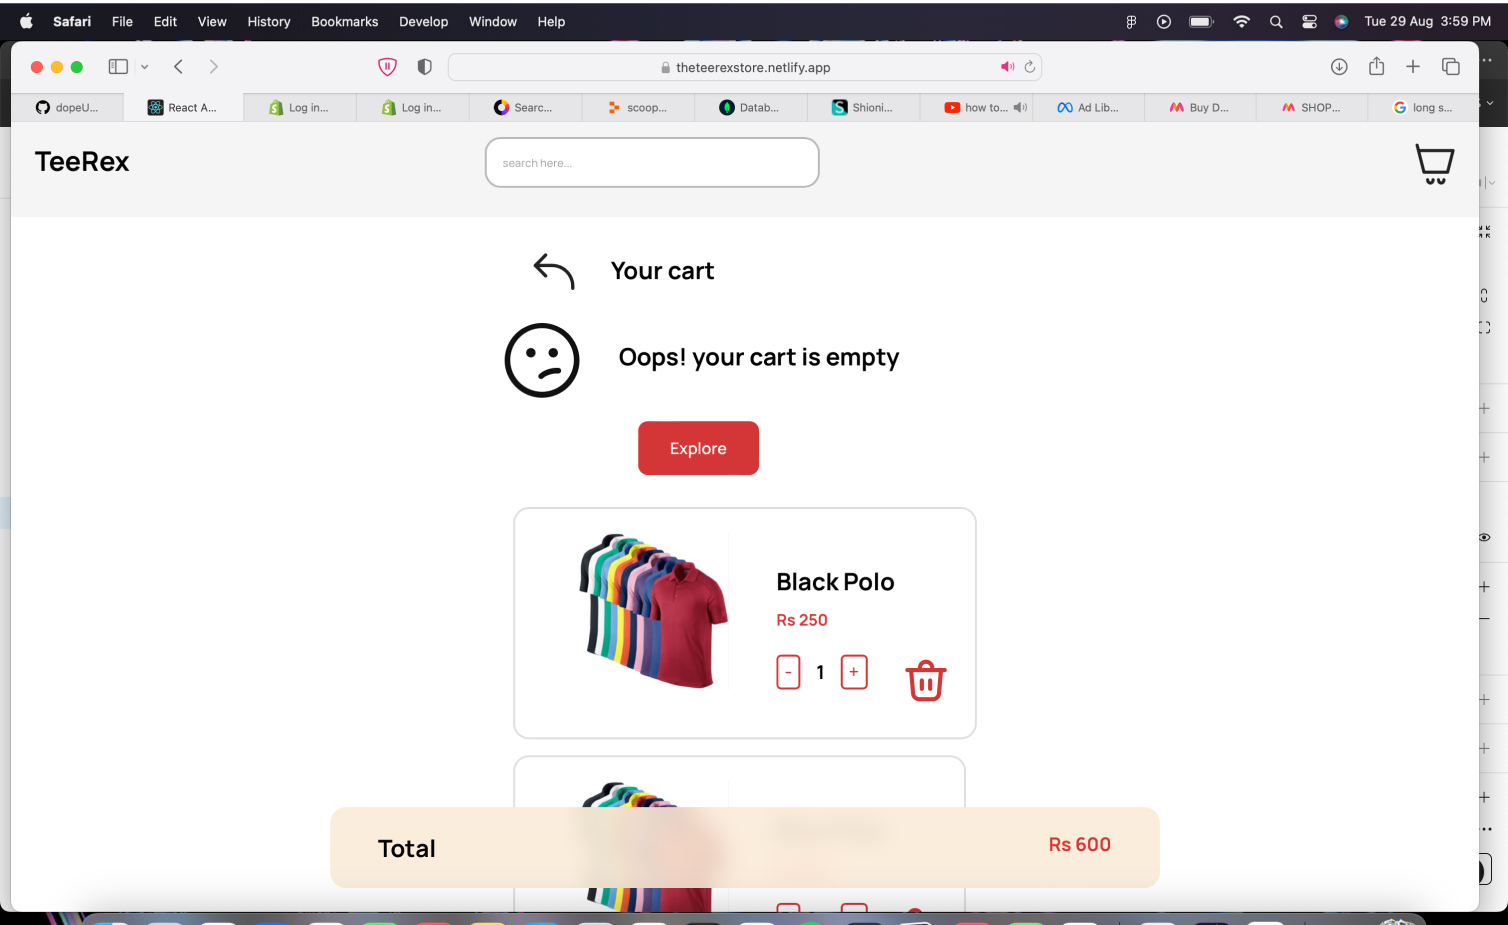 Safari File Edit View History Bookmarks Develop Window Help Tue 29 Aug 3:59 PM
theteerexstore.netlify.app
dopeU... React A... Log in... Log in... Searc... scoop... Datab... Shioni... how to... Ad Lib... Buy D... SHOP... long s...
TeeRex search here...
Your cart
Oops! your cart is empty
Explore
Black Polo
Rs 250
- 1 +
Total Rs 600